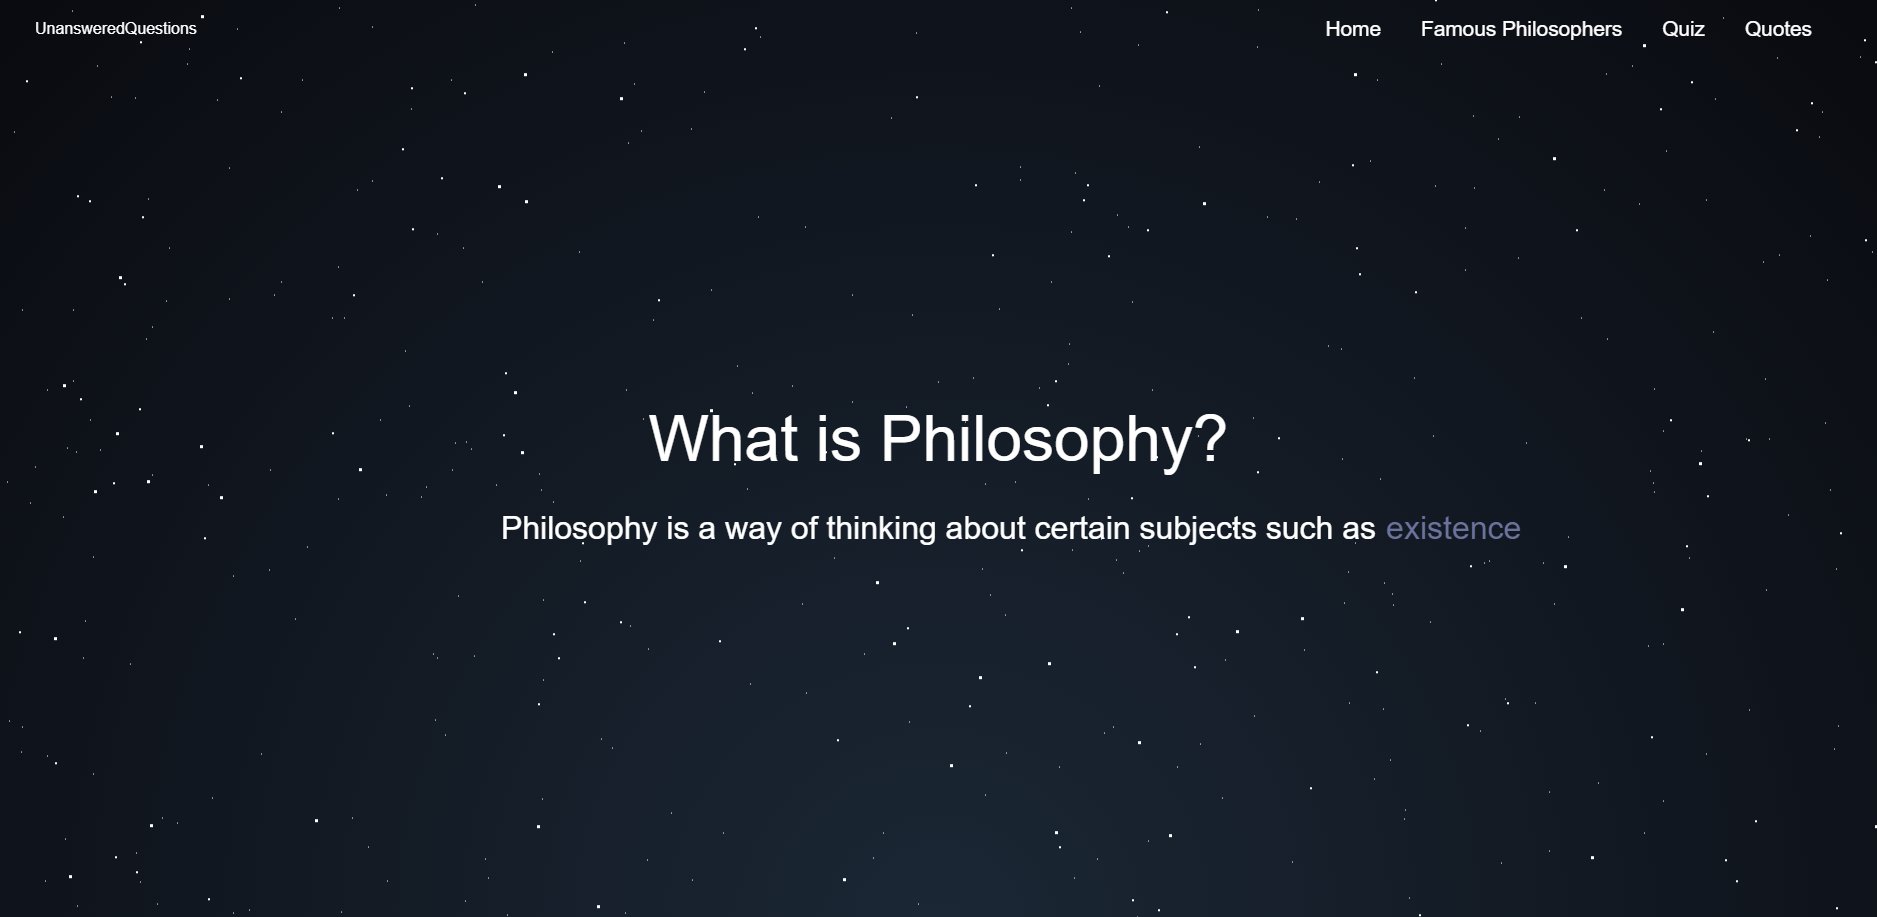 UnansweredQuestions
Home Famous Philosophers Quiz Quotes
What is Philosophy?
Philosophy is a way of thinking about certain subjects such as existence